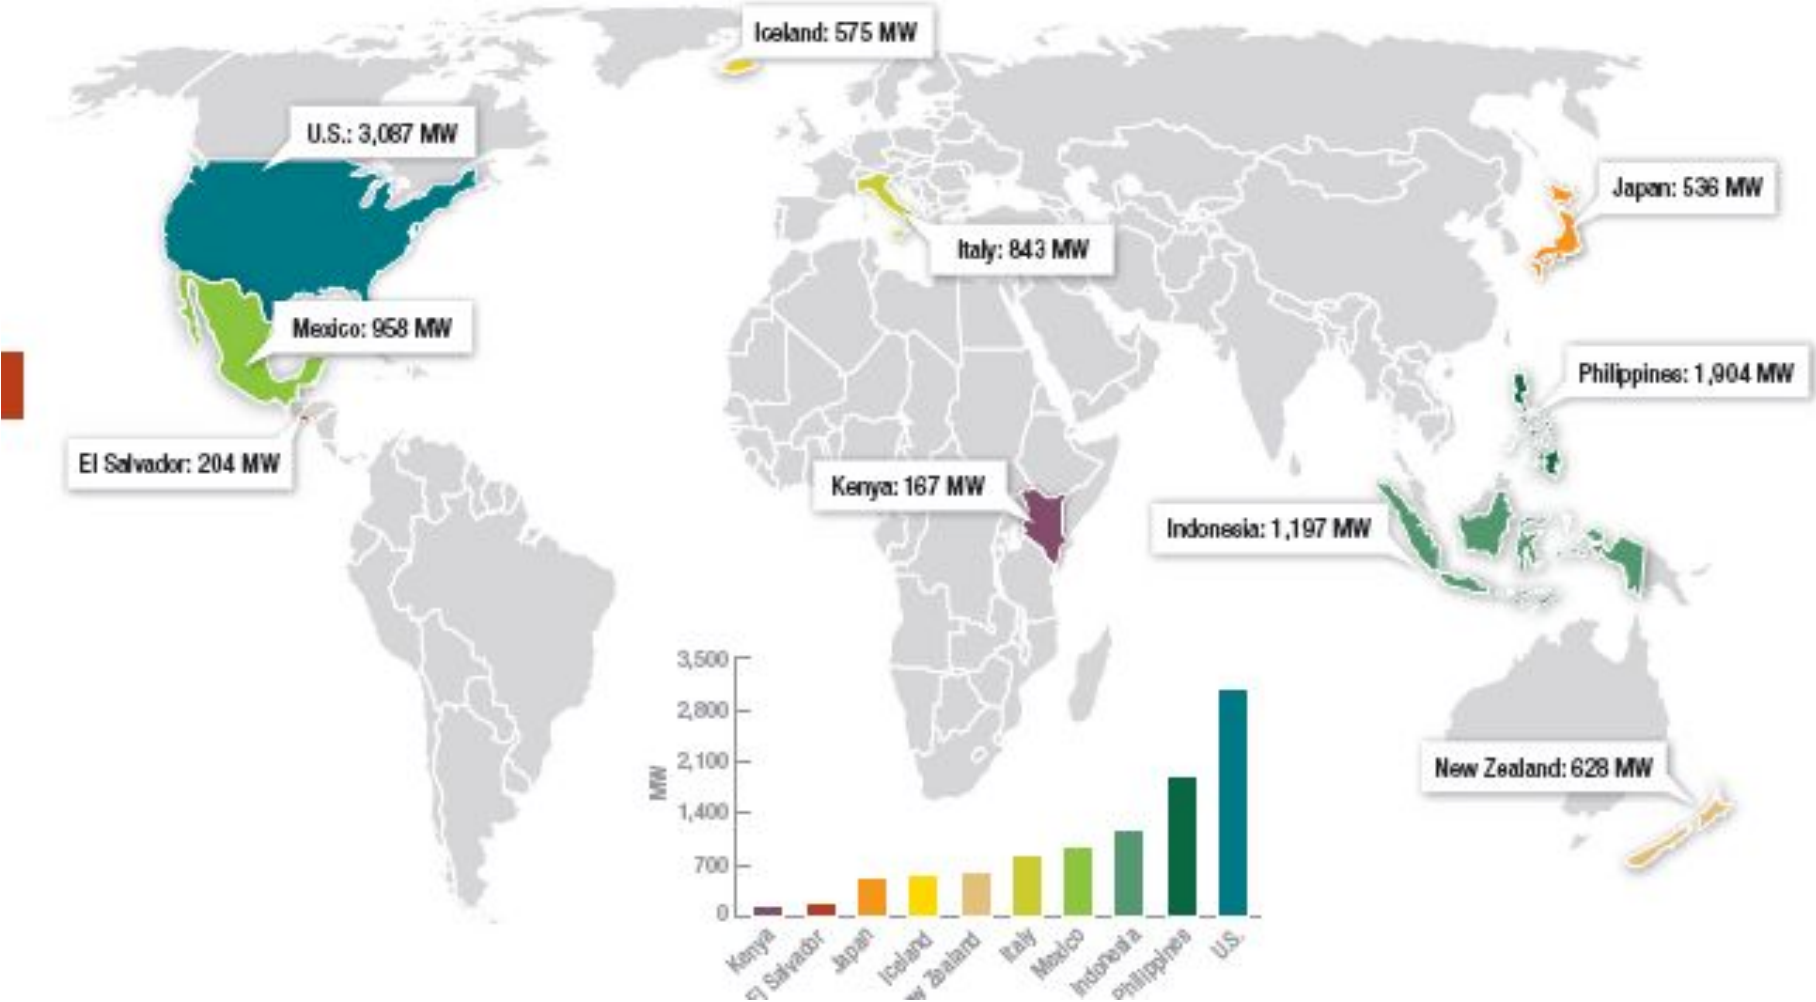 Iceland: 575 MW
U.S.: 3,087 MW
Japan: 536 MW
Italy: 843 MW
Mexico: 958 MW
Philippines: 1,904 MW
El Salvador: 204 MW
Kenya: 167 MW
Indonesia: 1,197 MW
New Zealand: 628 MW
3,500
2,800
2,100
1,400
700
0
MW
Kenya
El Salvador
Japan
Iceland
ew Zealand
Italy
Mexico
Indonesia
Philippines
U.S.